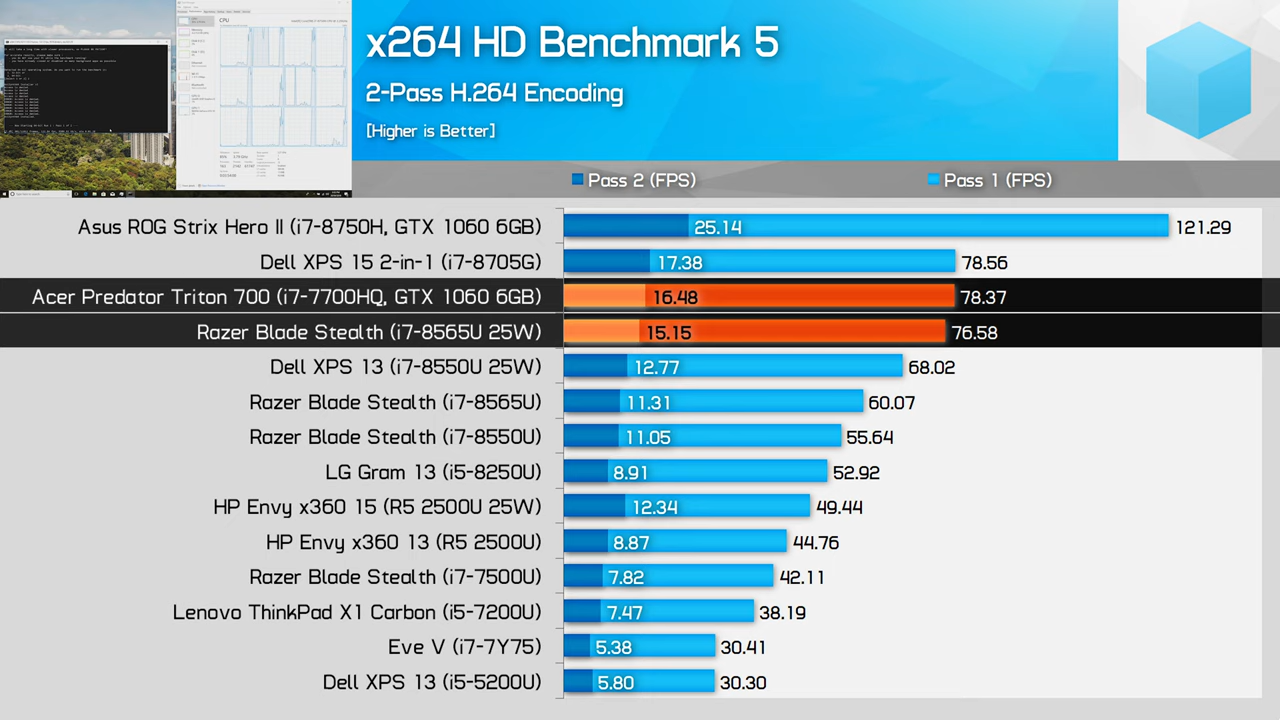 CPU
x264 HD Benchmark 5
2-Pass H.264 Encoding
[Higher is Better]
Pass 2 (FPS) Pass 1 (FPS)
Asus ROG Strix Hero II (i7-8750H, GTX 1060 6GB) 25.14 121.29
Dell XPS 15 2-in-1 (i7-8705G) 17.38 78.56
Acer Predator Triton 700 (i7-7700HQ, GTX 1060 6GB) 16.48 78.37
Razer Blade Stealth (i7-8565U 25W) 15.15 76.58
Dell XPS 13 (i7-8550U 25W) 12.77 68.02
Razer Blade Stealth (i7-8565U) 11.31 60.07
Razer Blade Stealth (i7-8550U) 11.05 55.64
LG Gram 13 (i5-8250U) 8.91 52.92
HP Envy x360 15 (R5 2500U 25W) 12.34 49.44
HP Envy x360 13 (R5 2500U) 8.87 44.76
Razer Blade Stealth (i7-7500U) 7.82 42.11
Lenovo ThinkPad X1 Carbon (i5-7200U) 7.47 38.19
Eve V (i7-7Y75) 5.38 30.41
Dell XPS 13 (i5-5200U) 5.80 30.30